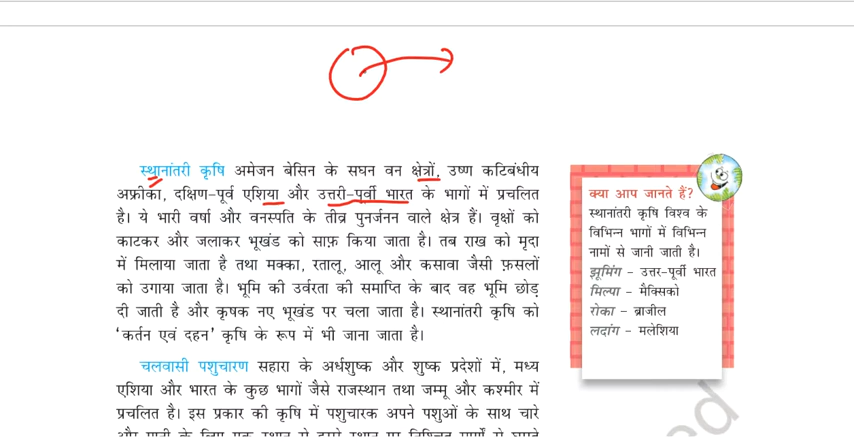 स्थानांतरी कृषि अमेजन बेसिन के सघन वन क्षेत्रों, उष्ण कटिबंधीय
अफ्रीका, दक्षिण-पूर्व एशिया और उत्तरी-पूर्वी भारत के भागों में प्रचलित
है। ये भारी वर्षा और वनस्पति के तीव्र पुनर्जनन वाले क्षेत्र हैं। वृक्षों को
काटकर और जलाकर भूखंड को साफ़ किया जाता है। तब राख को मृदा
में मिलाया जाता है तथा मक्का, रतालू, आलू और कसावा जैसी फ़सलों
को उगाया जाता है। भूमि की उर्वरता की समाप्ति के बाद वह भूमि छोड़
दी जाती है और कृषक नए भूखंड पर चला जाता है। स्थानांतरी कृषि को
‘कर्तन एवं दहन’ कृषि के रूप में भी जाना जाता है।
चलवासी पशुचारण सहारा के अर्धशुष्क और शुष्क प्रदेशों में, मध्य
एशिया और भारत के कुछ भागों जैसे राजस्थान तथा जम्मू और कश्मीर में
प्रचलित है। इस प्रकार की कृषि में पशुचारक अपने पशुओं के साथ चारे
क्या आप जानते हैं?
स्थानांतरी कृषि विश्व के
विभिन्न भागों में विभिन्न
नामों से जानी जाती है।
झूमिंग – उत्तर-पूर्वी भारत
मिल्पा – मैक्सिको
रोका – ब्राजील
लदांग – मलेशिया